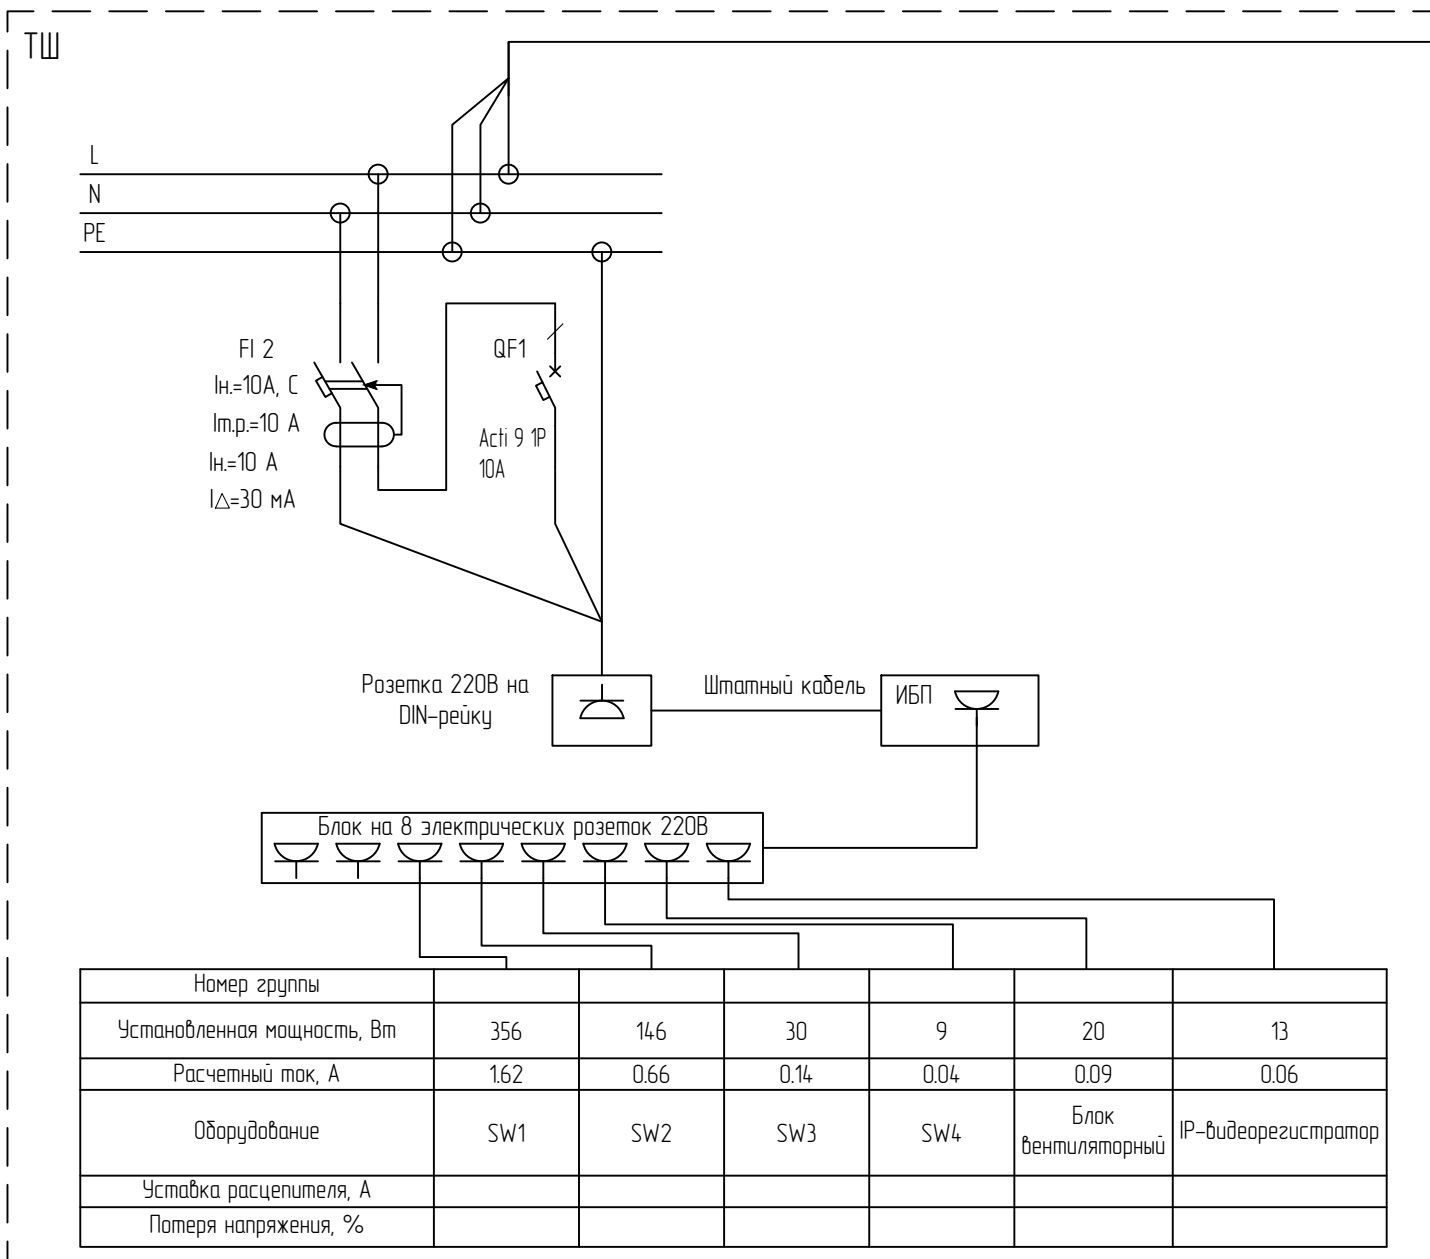 ТШ
L
N
PE
FI 2
Iн.=10А, С
Iт.р.=10 А
Iн.=10 А
I△=30 мА
QF1
Acti 9 1P
10А
Розетка 220В на
DIN-рейку
Штатный кабель
ИБП
Блок на 8 электрических розеток 220В
Номер группы
Установленная мощность, Вт 356 146 30 9 20 13
Расчетный ток, А 1.62 0.66 0.14 0.04 0.09 0.06
Оборудование SW1 SW2 SW3 SW4 Блок вентиляторный IP-видеорегистратор
Уставка расцепителя, А
Потеря напряжения, %